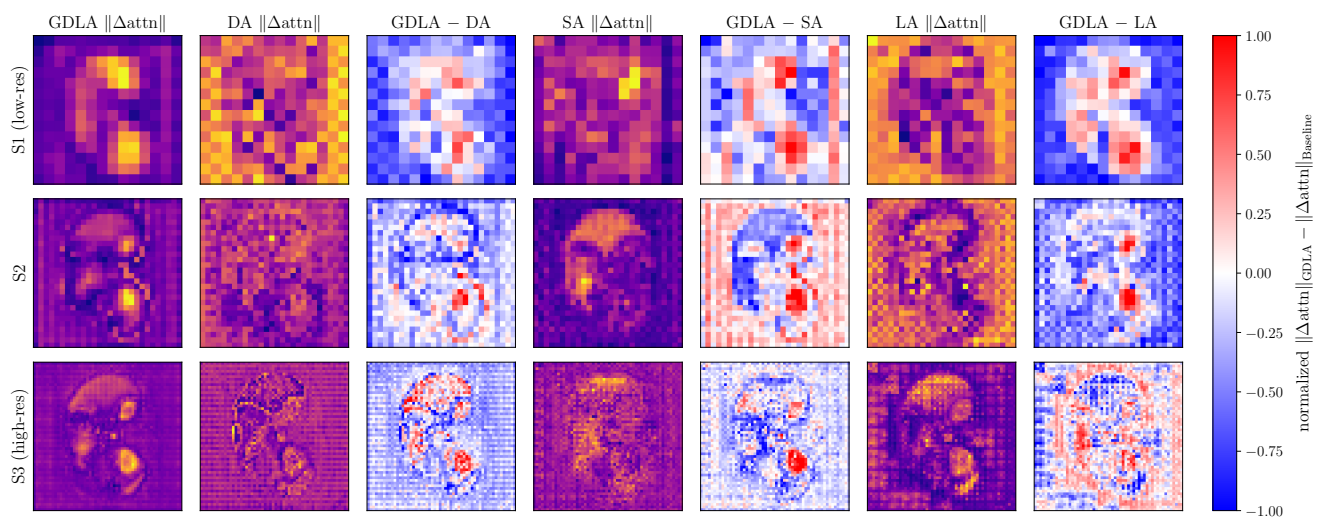 GDLA ‖Δattn‖
DA ‖Δattn‖
GDLA − DA
SA ‖Δattn‖
GDLA − SA
LA ‖Δattn‖
GDLA − LA
S1 (low-res)
S2
S3 (high-res)
1.00
0.75
0.50
0.25
0.00
−0.25
−0.50
−0.75
−1.00
normalized ‖Δattn‖GDLA − ‖Δattn‖Baseline